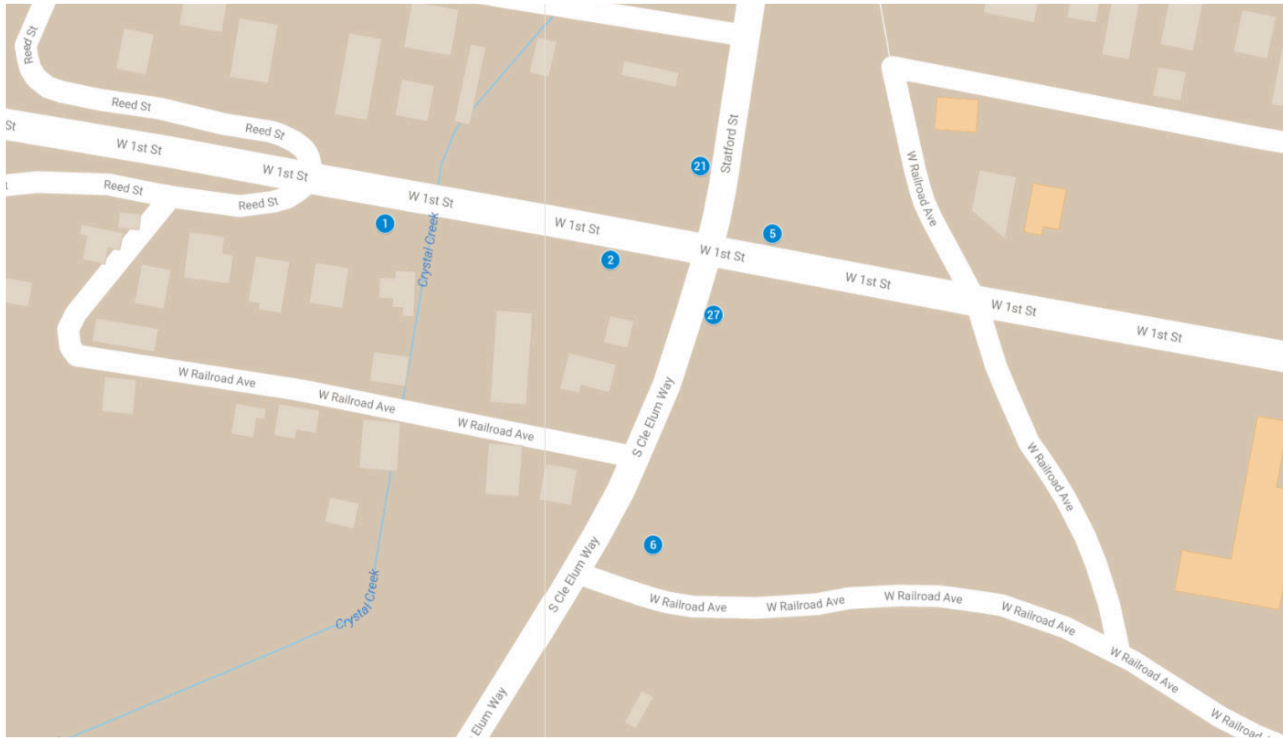 Reed St
Reed St
Reed St
St
W 1st St
W 1st St
W 1st St
W 1st St
W 1st St
W 1st St
W 1st St
W 1st St
Reed St
Reed St
Statford St
W Railroad Ave
21
1
5
2
27
Crystal Creek
W Railroad Ave
W Railroad Ave
W Railroad Ave
S Cle Elum Way
W Railroad Ave
6
S Cle Elum Way
Crystal Creek
W Railroad Ave
W Railroad Ave
W Railroad Ave
W Railroad Ave
W Railroad Ave
Elum Way
W Railroad A